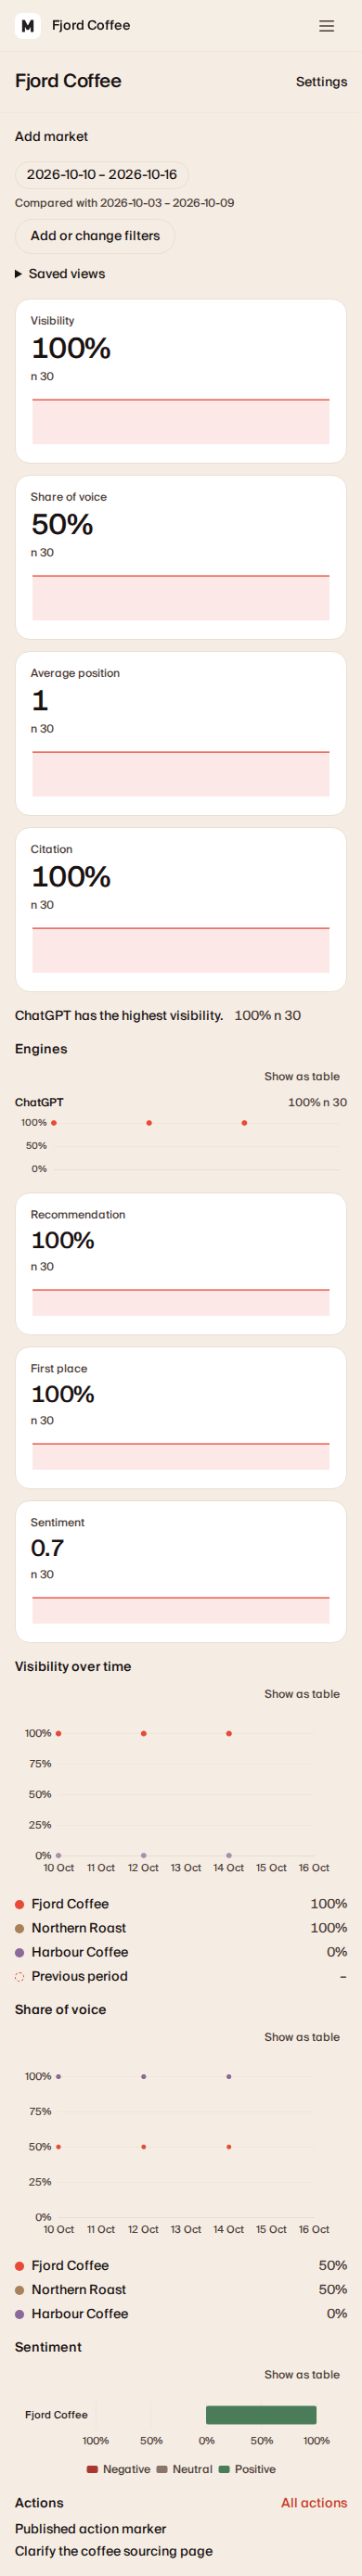 M Fjord Coffee
Fjord Coffee Settings
Add market
2026-10-10 – 2026-10-16
Compared with 2026-10-03 – 2026-10-09
Add or change filters
Saved views
Visibility
100%
n 30
Share of voice
50%
n 30
Average position
1
n 30
Citation
100%
n 30
ChatGPT has the highest visibility. 100% n 30
Engines
Show as table
ChatGPT 100% n 30
100%
50%
0%
Recommendation
100%
n 30
First place
100%
n 30
Sentiment
0.7
n 30
Visibility over time
Show as table
100%
75%
50%
25%
0%
10 Oct 11 Oct 12 Oct 13 Oct 14 Oct 15 Oct 16 Oct
Fjord Coffee 100%
Northern Roast 100%
Harbour Coffee 0%
Previous period –
Share of voice
Show as table
100%
75%
50%
25%
0%
10 Oct 11 Oct 12 Oct 13 Oct 14 Oct 15 Oct 16 Oct
Fjord Coffee 50%
Northern Roast 50%
Harbour Coffee 0%
Sentiment
Show as table
Fjord Coffee
100% 50% 0% 50% 100%
Negative Neutral Positive
Actions All actions
Published action marker
Clarify the coffee sourcing page